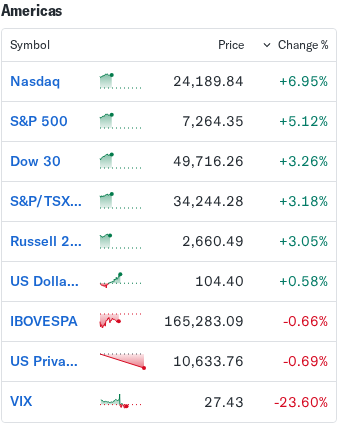 Americas
Symbol Price Change %
Nasdaq 24,189.84 +6.95%
S&P 500 7,264.35 +5.12%
Dow 30 49,716.26 +3.26%
S&P/TSX... 34,244.28 +3.18%
Russell 2... 2,660.49 +3.05%
US Dolla... 104.40 +0.58%
IBOVESPA 165,283.09 -0.66%
US Priva... 10,633.76 -0.69%
VIX 27.43 -23.60%